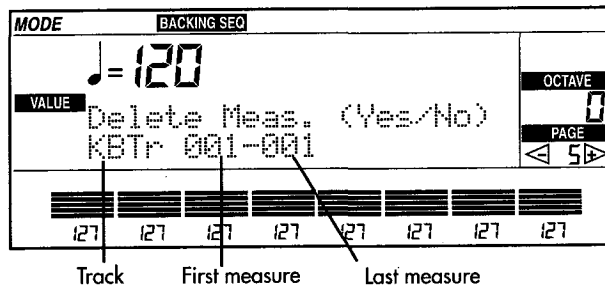 MODE BACKING SEQ
♩=120
OCTAVE
VALUE Delete Meas. (Yes/No) 0
KBTr 001-001 PAGE
5
127 127 127 127 127 127 127 127
Track First measure Last measure